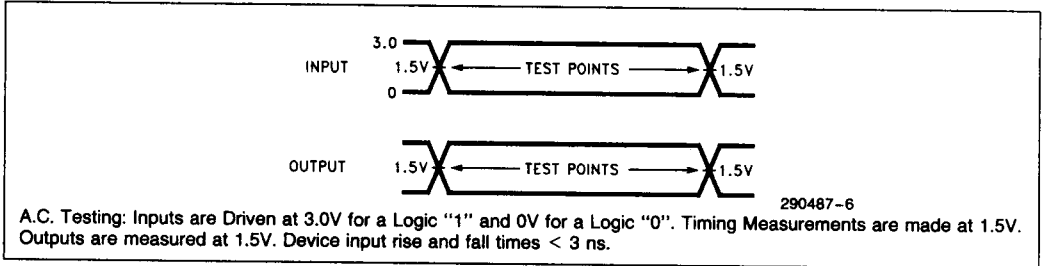 3.0
INPUT 1.5V TEST POINTS 1.5V
0
OUTPUT 1.5V TEST POINTS 1.5V
290487-6
A.C. Testing: Inputs are Driven at 3.0V for a Logic "1" and 0V for a Logic "0". Timing Measurements are made at 1.5V.
Outputs are measured at 1.5V. Device input rise and fall times < 3 ns.